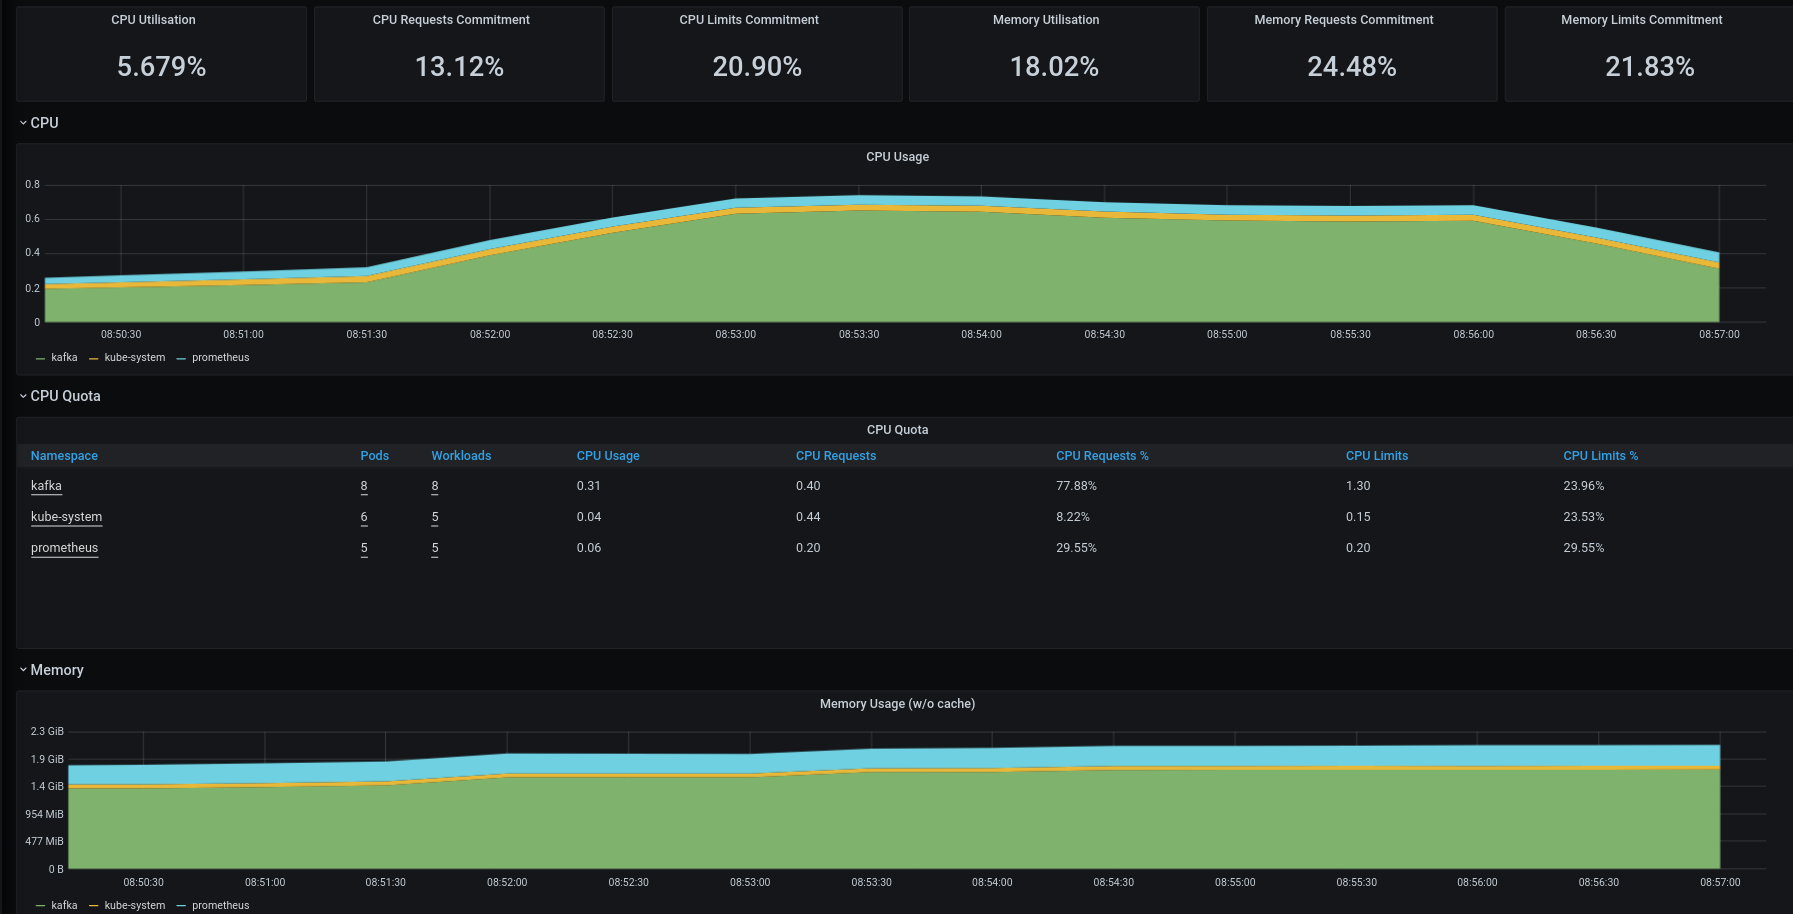 CPU Utilisation CPU Requests Commitment CPU Limits Commitment Memory Utilisation Memory Requests Commitment Memory Limits Commitment
5.679% 13.12% 20.90% 18.02% 24.48% 21.83%
CPU
CPU Usage
0.8
0.6
0.4
0.2
0
08:50:30 08:51:00 08:51:30 08:52:00 08:52:30 08:53:00 08:53:30 08:54:00 08:54:30 08:55:00 08:55:30 08:56:00 08:56:30 08:57:00
kafka kube-system prometheus
CPU Quota
CPU Quota
Namespace Pods Workloads CPU Usage CPU Requests CPU Requests % CPU Limits CPU Limits %
kafka 8 8 0.31 0.40 77.88% 1.30 23.96%
kube-system 6 5 0.04 0.44 8.22% 0.15 23.53%
prometheus 5 5 0.06 0.20 29.55% 0.20 29.55%
Memory
Memory Usage (w/o cache)
2.3 GiB
1.9 GiB
1.4 GiB
954 MiB
477 MiB
0 B
08:50:30 08:51:00 08:51:30 08:52:00 08:52:30 08:53:00 08:53:30 08:54:00 08:54:30 08:55:00 08:55:30 08:56:00 08:56:30 08:57:00
kafka kube-system prometheus